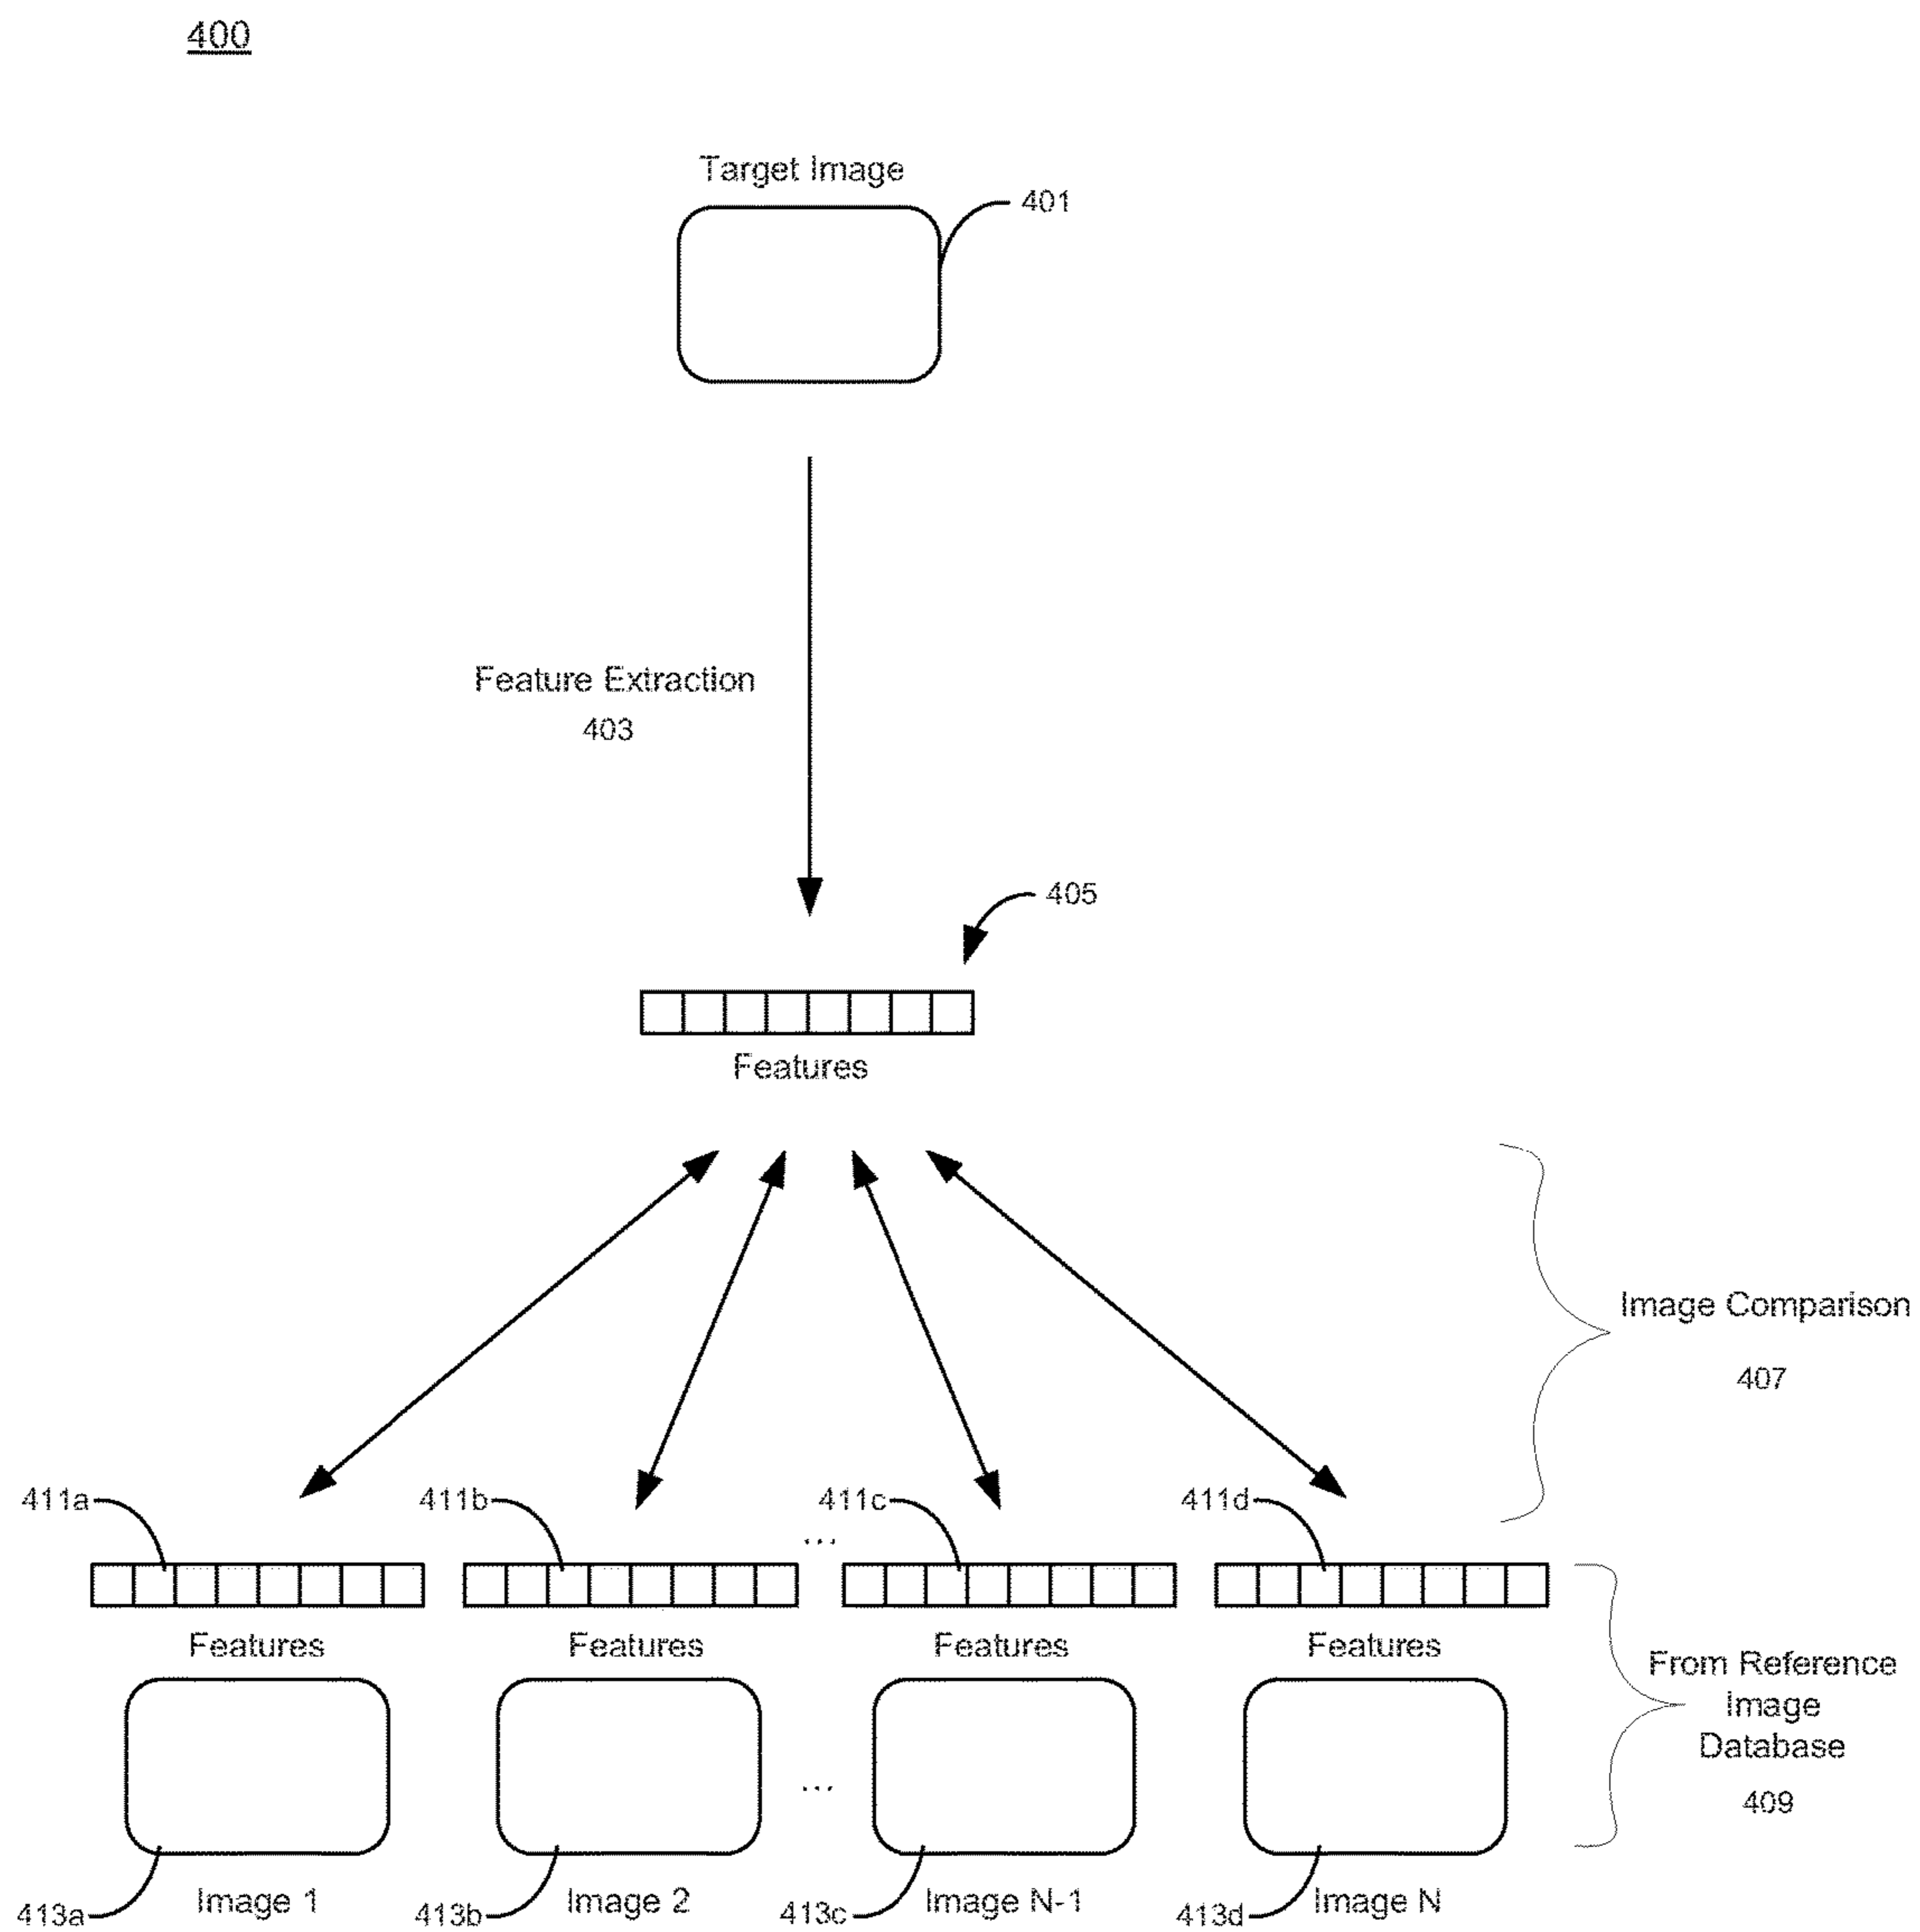 400
Target Image
401
Feature Extraction
403
405
Features
Image Comparison
407
411a
411b
411c
411d
...
Features
Features
Features
Features
From Reference
Image
Database
409
...
413a
Image 1
413b
Image 2
413c
Image N-1
413d
Image N